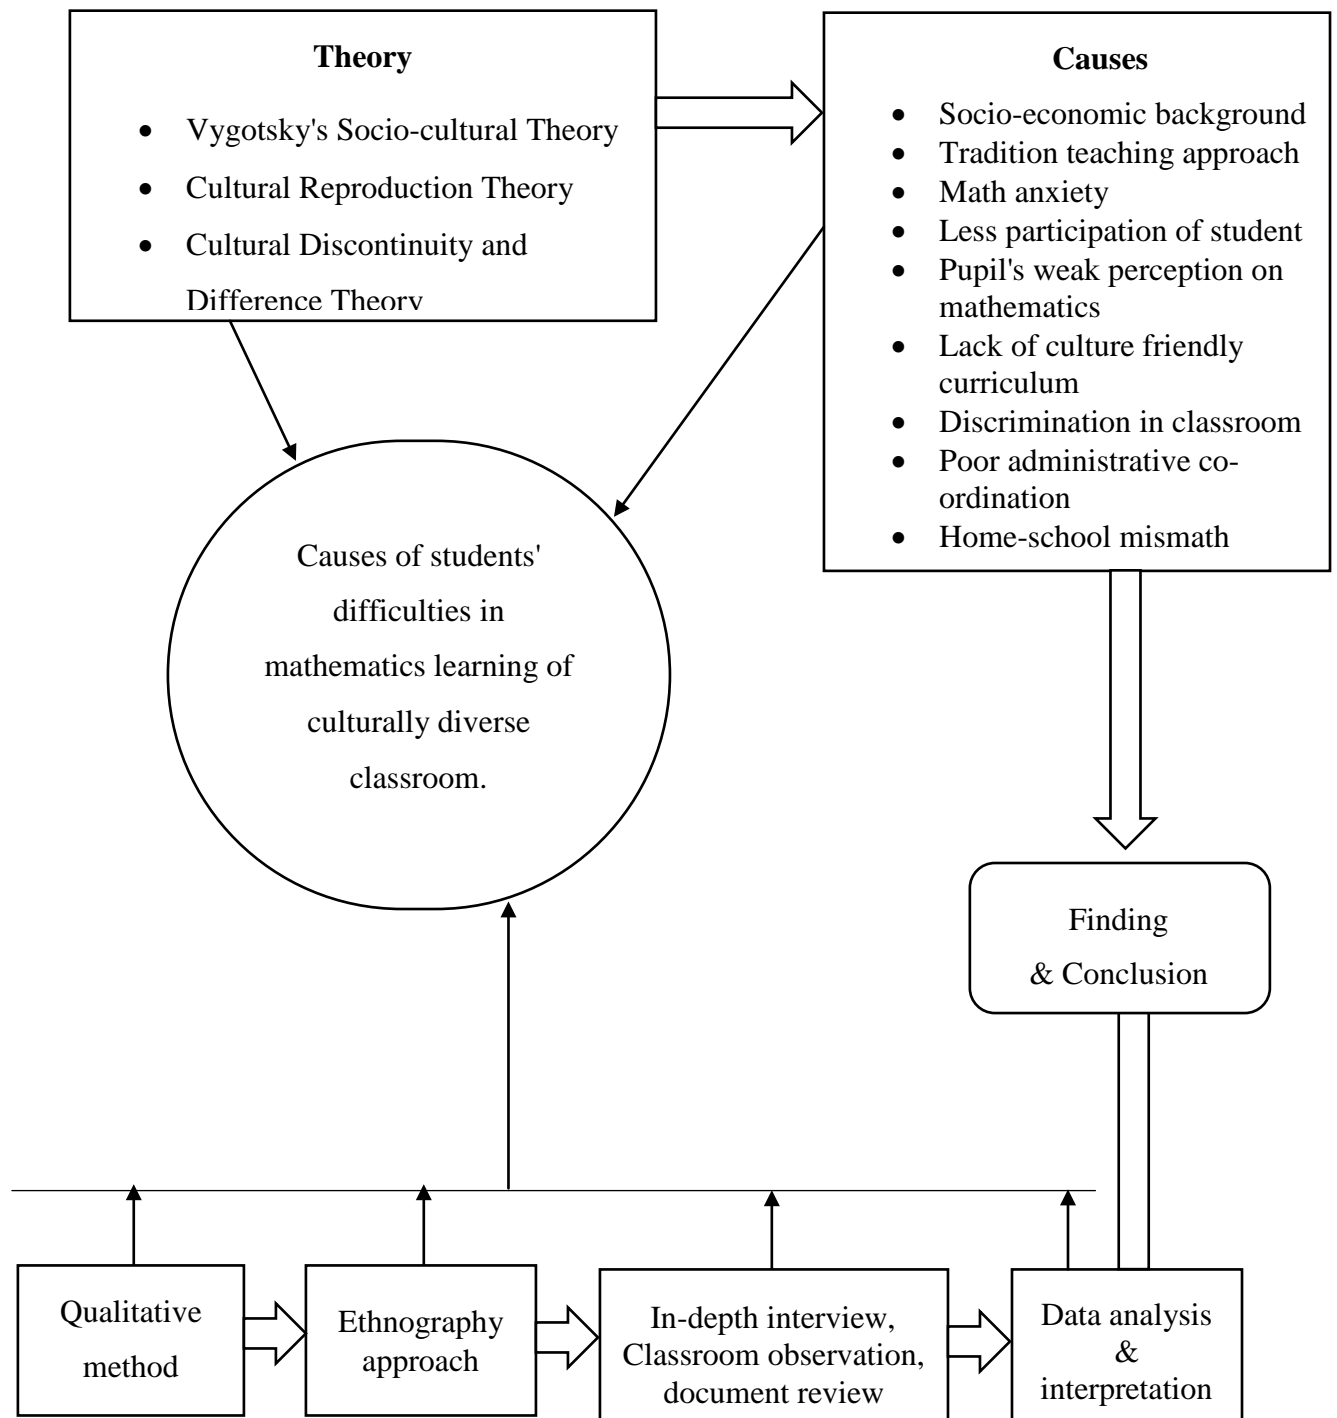 Theory
• Vygotsky's Socio-cultural Theory
• Cultural Reproduction Theory
• Cultural Discontinuity and
Difference Theory
Causes
• Socio-economic background
• Tradition teaching approach
• Math anxiety
• Less participation of student
• Pupil's weak perception on
mathematics
• Lack of culture friendly
curriculum
• Discrimination in classroom
• Poor administrative co-
ordination
• Home-school mismath
Causes of students'
difficulties in
mathematics learning of
culturally diverse
classroom.
Finding
& Conclusion
Qualitative
method
Ethnography
approach
In-depth interview,
Classroom observation,
document review
Data analysis
&
interpretation